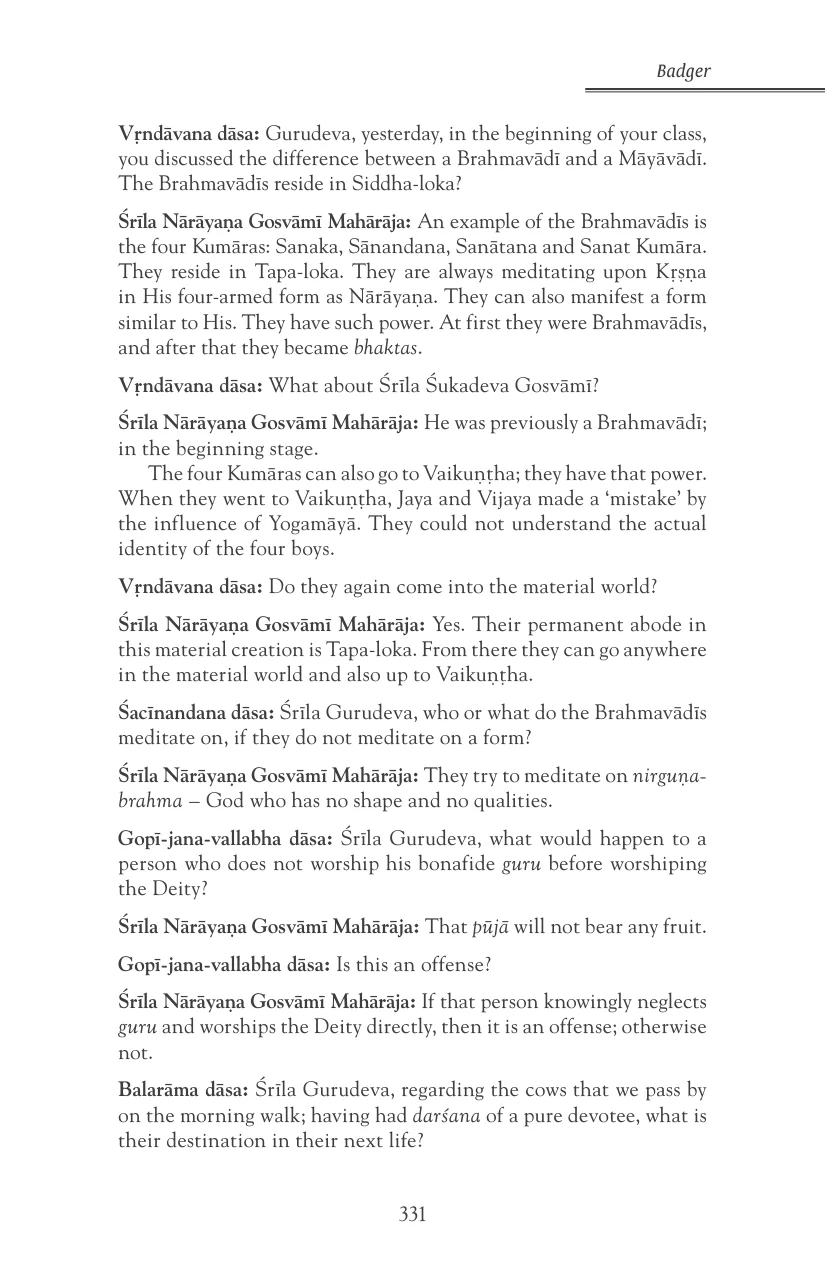 Badger
Vṛndāvana dāsa: Gurudeva, yesterday, in the beginning of your class,
you discussed the difference between a Brahmavādī and a Māyāvādī.
The Brahmavādīs reside in Siddha-loka?
Śrīla Nārāyaṇa Gosvāmī Mahārāja: An example of the Brahmavādīs is
the four Kumāras: Sanaka, Sānandana, Sanātana and Sanat Kumāra.
They reside in Tapa-loka. They are always meditating upon Kṛṣṇa
in His four-armed form as Nārāyaṇa. They can also manifest a form
similar to His. They have such power. At first they were Brahmavādīs,
and after that they became bhaktas.
Vṛndāvana dāsa: What about Śrīla Śukadeva Gosvāmī?
Śrīla Nārāyaṇa Gosvāmī Mahārāja: He was previously a Brahmavādī;
in the beginning stage.
The four Kumāras can also go to Vaikuṇṭha; they have that power.
When they went to Vaikuṇṭha, Jaya and Vijaya made a ‘mistake’ by
the influence of Yogamāyā. They could not understand the actual
identity of the four boys.
Vṛndāvana dāsa: Do they again come into the material world?
Śrīla Nārāyaṇa Gosvāmī Mahārāja: Yes. Their permanent abode in
this material creation is Tapa-loka. From there they can go anywhere
in the material world and also up to Vaikuṇṭha.
Śacīnandana dāsa: Śrīla Gurudeva, who or what do the Brahmavādīs
meditate on, if they do not meditate on a form?
Śrīla Nārāyaṇa Gosvāmī Mahārāja: They try to meditate on nirguṇa-
brahma – God who has no shape and no qualities.
Gopī-jana-vallabha dāsa: Śrīla Gurudeva, what would happen to a
person who does not worship his bonafide guru before worshiping
the Deity?
Śrīla Nārāyaṇa Gosvāmī Mahārāja: That pūjā will not bear any fruit.
Gopī-jana-vallabha dāsa: Is this an offense?
Śrīla Nārāyaṇa Gosvāmī Mahārāja: If that person knowingly neglects
guru and worships the Deity directly, then it is an offense; otherwise
not.
Balarāma dāsa: Śrīla Gurudeva, regarding the cows that we pass by
on the morning walk; having had darśana of a pure devotee, what is
their destination in their next life?
331